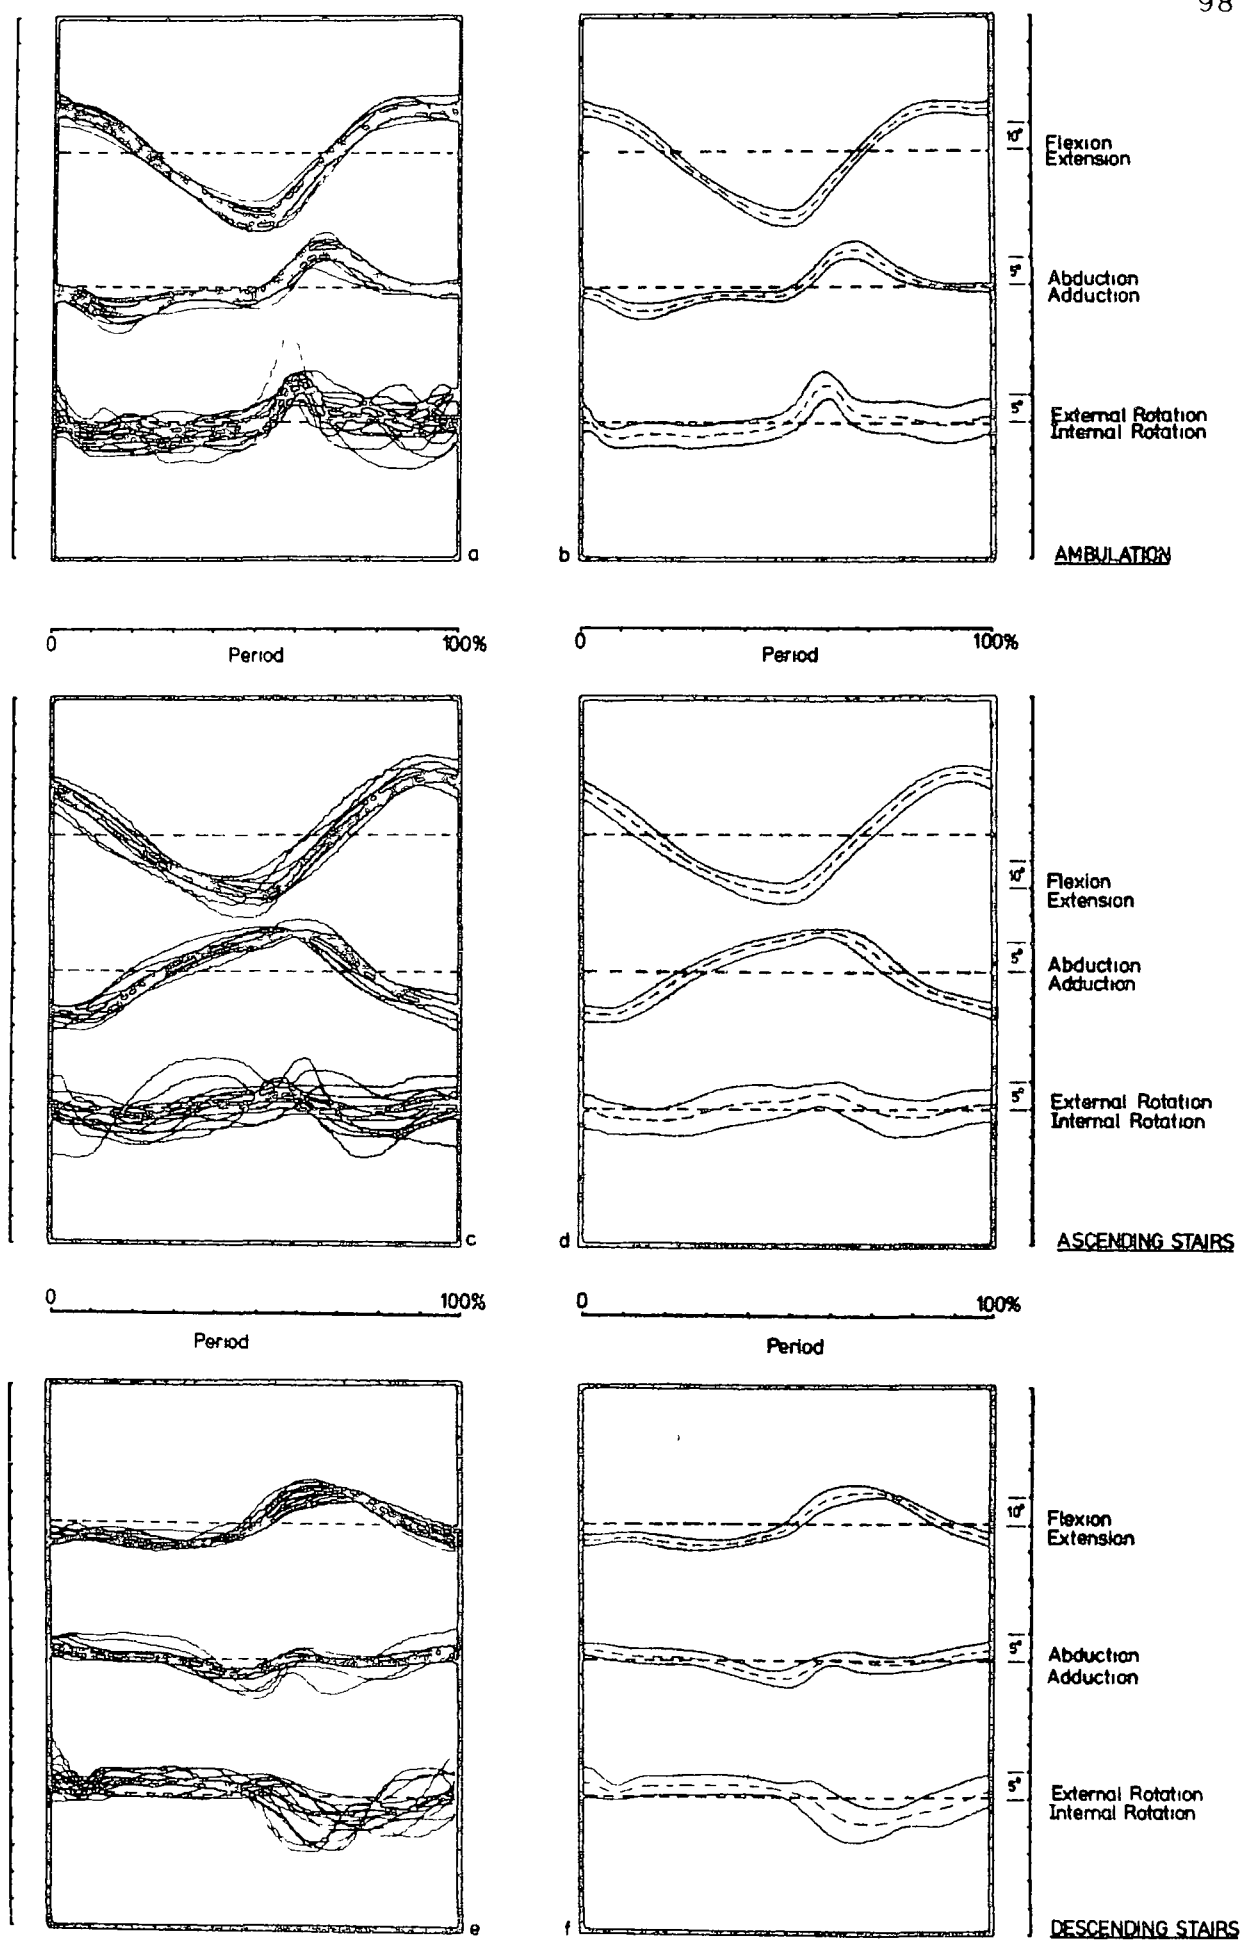 98
10°
Flexion
Extension
5°
Abduction
Adduction
5°
External Rotation
Internal Rotation
a
b
AMBULATION
0
100%
Period
0
100%
Period
10°
Flexion
Extension
5°
Abduction
Adduction
5°
External Rotation
Internal Rotation
c
d
ASCENDING STAIRS
0
100%
Period
0
100%
Period
10°
Flexion
Extension
5°
Abduction
Adduction
5°
External Rotation
Internal Rotation
e
f
DESCENDING STAIRS